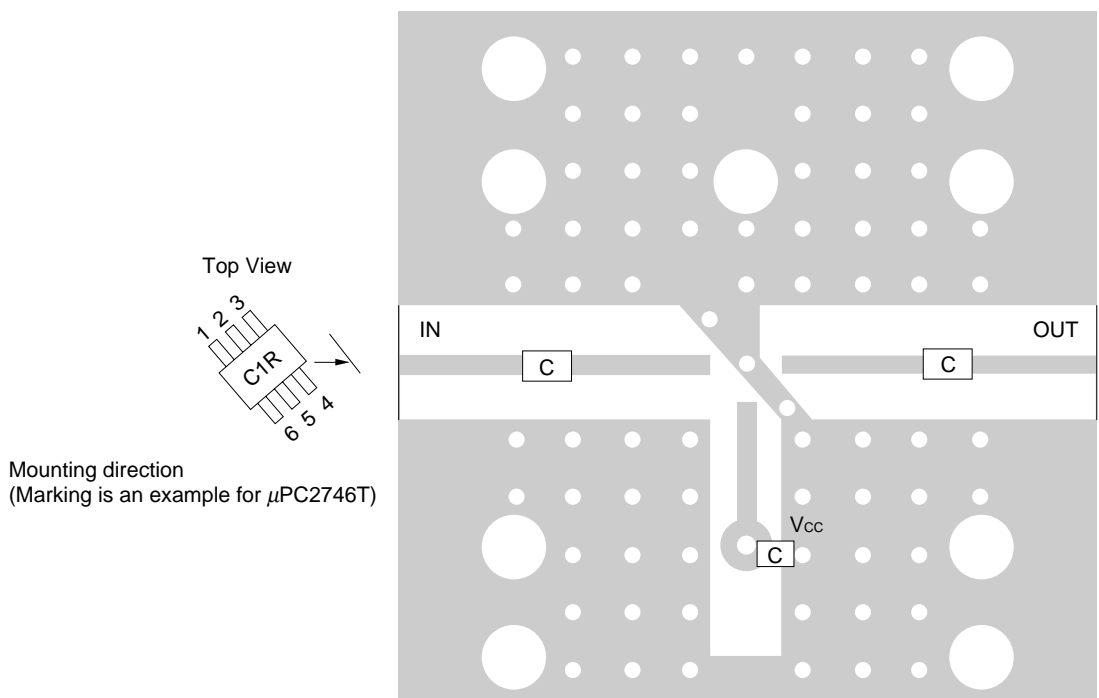 Top View
1 2 3
C1R
6 5 4
Mounting direction
(Marking is an example for µPC2746T)
IN
OUT
C
C
VCC
C